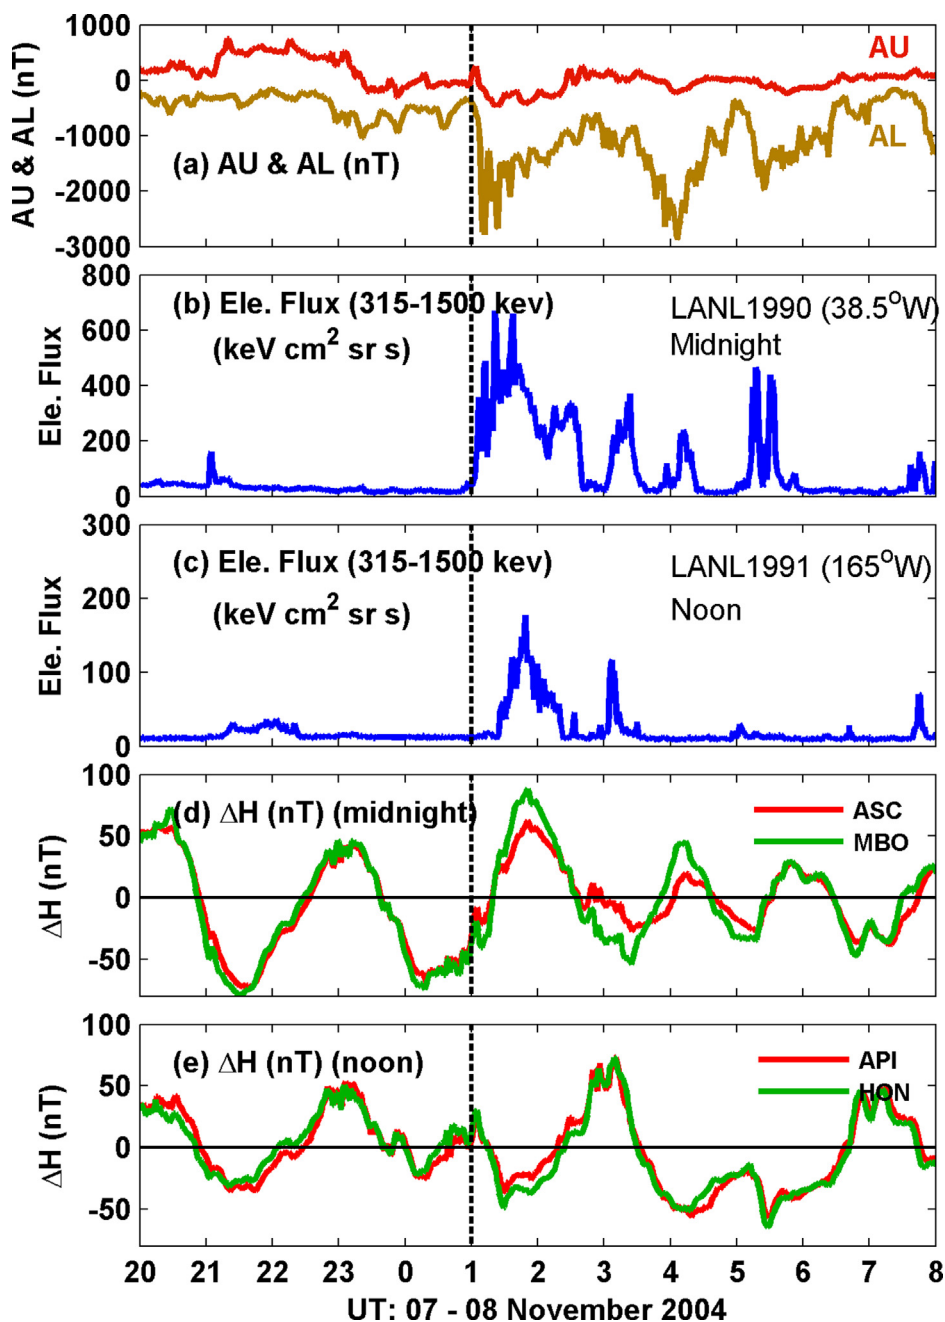 1000
0
-1000
-2000
-3000
AU & AL (nT)
AU
AL
(a) AU & AL (nT)
800
600
400
200
0
Ele. Flux
(b) Ele. Flux (315-1500 kev)
(keV cm2 sr s)
LANL1990 (38.5oW)
Midnight
300
200
100
0
Ele. Flux
(c) Ele. Flux (315-1500 kev)
(keV cm2 sr s)
LANL1991 (165oW)
Noon
100
50
0
-50
ΔH (nT)
(d) ΔH (nT) (midnight)
ASC
MBO
100
50
0
-50
ΔH (nT)
(e) ΔH (nT) (noon)
API
HON
20 21 22 23 0 1 2 3 4 5 6 7 8
UT: 07 - 08 November 2004